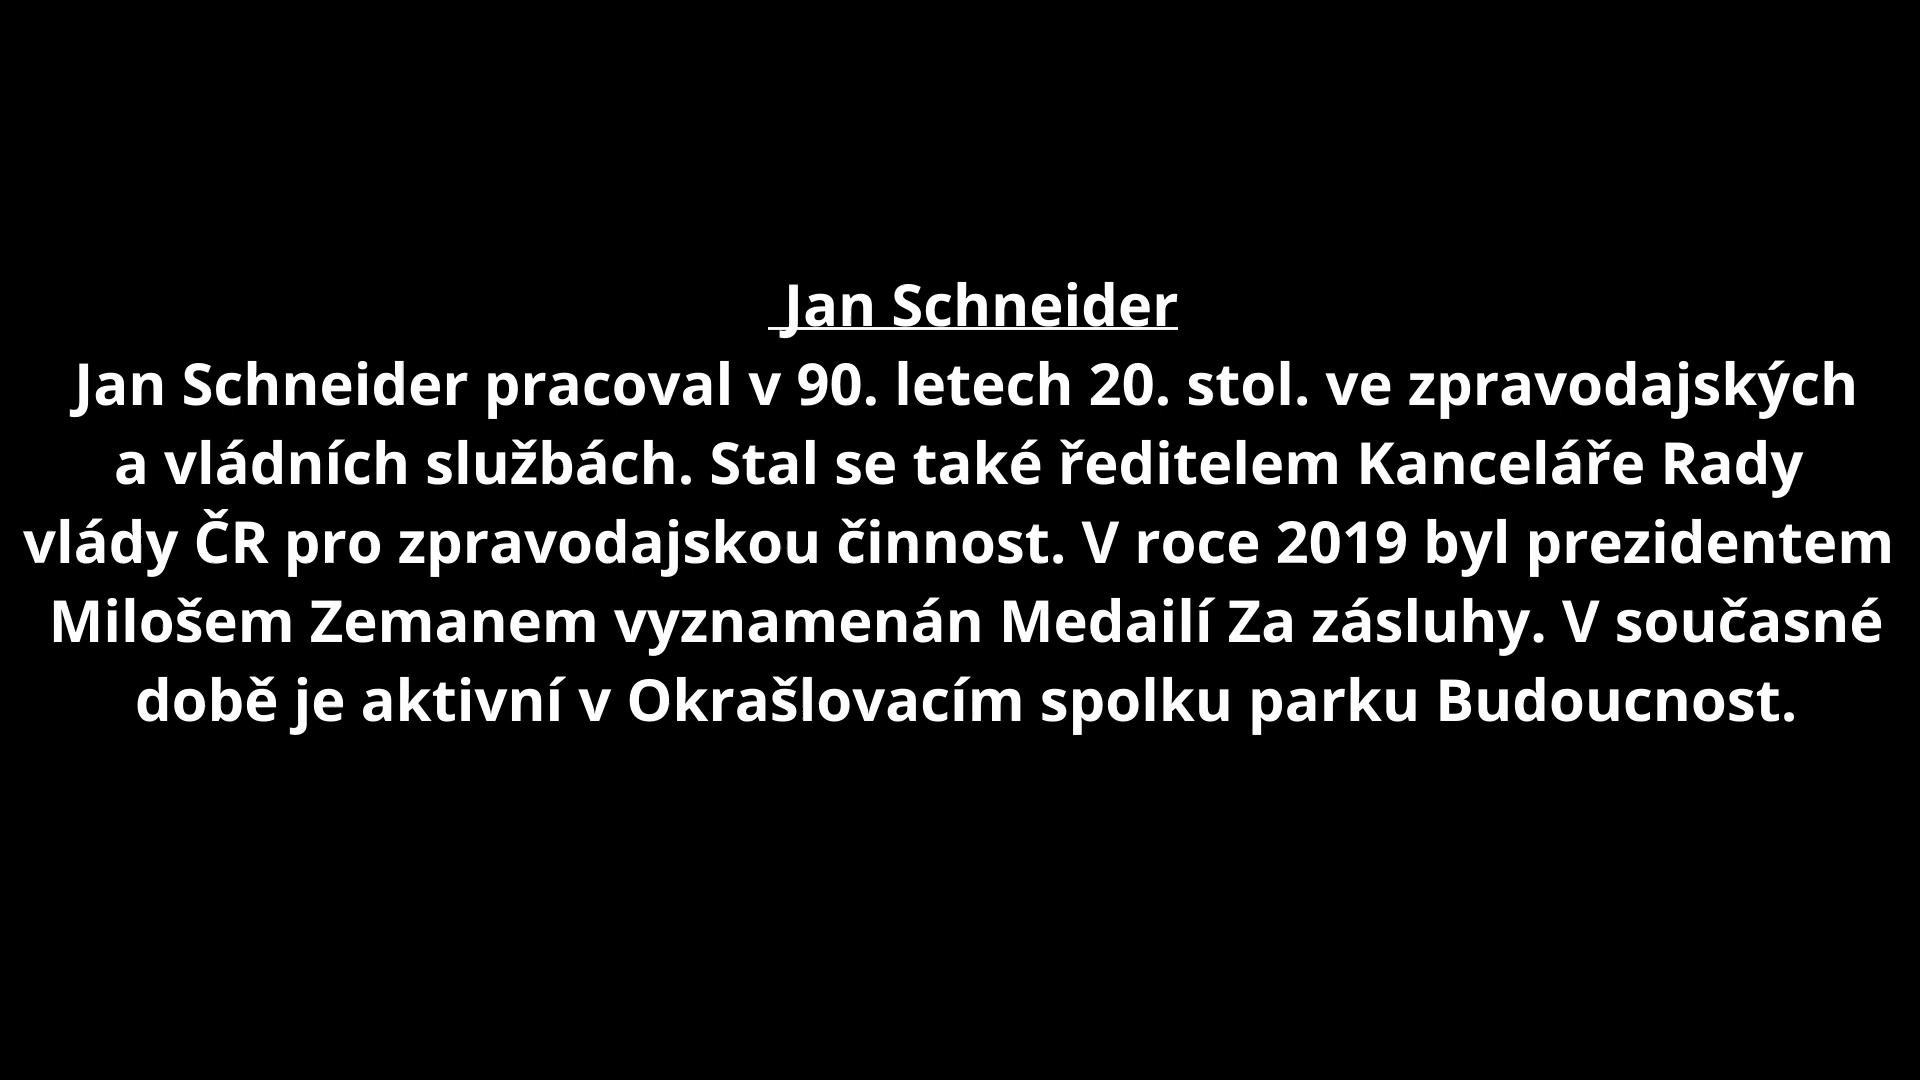 Jan Schneider
Jan Schneider pracoval v 90. letech 20. stol. ve zpravodajských
a vládních službách. Stal se také ředitelem Kanceláře Rady
vlády ČR pro zpravodajskou činnost. V roce 2019 byl prezidentem
Milošem Zemanem vyznamenán Medailí Za zásluhy. V současné
době je aktivní v Okrašlovacím spolku parku Budoucnost.